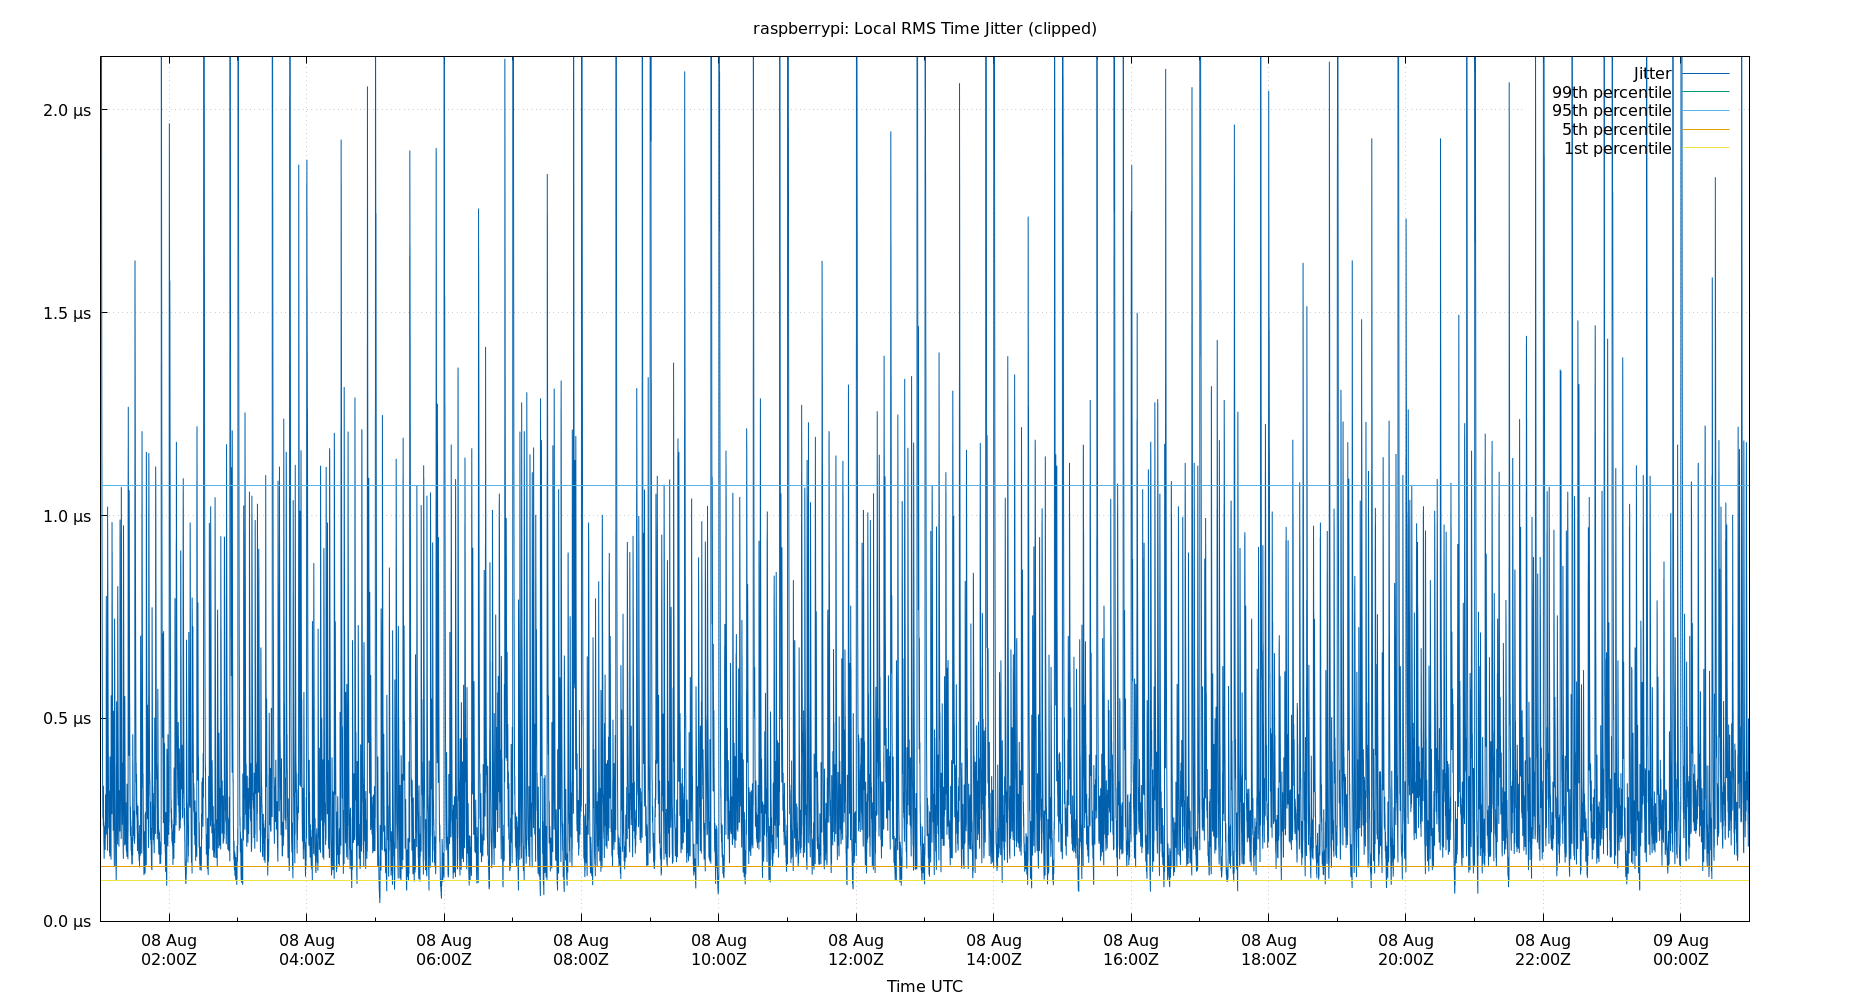 raspberrypi: Local RMS Time Jitter (clipped)
Jitter
99th percentile
95th percentile
5th percentile
1st percentile
2.0 µs
1.5 µs
1.0 µs
0.5 µs
0.0 µs
08 Aug 08 Aug 08 Aug 08 Aug 08 Aug 08 Aug 08 Aug 08 Aug 08 Aug 08 Aug 08 Aug 09 Aug
02:00Z 04:00Z 06:00Z 08:00Z 10:00Z 12:00Z 14:00Z 16:00Z 18:00Z 20:00Z 22:00Z 00:00Z
Time UTC